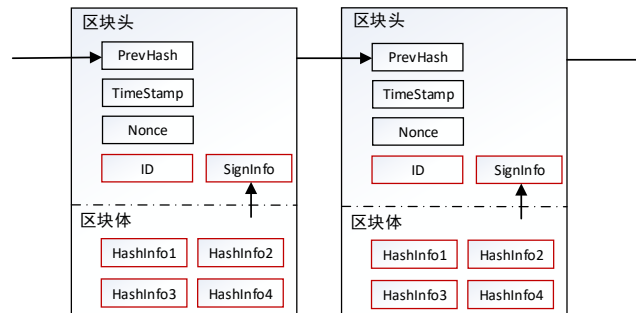 区块头
PrevHash
TimeStamp
Nonce
ID SignInfo
区块体
HashInfo1 HashInfo2
HashInfo3 HashInfo4
区块头
PrevHash
TimeStamp
Nonce
ID SignInfo
区块体
HashInfo1 HashInfo2
HashInfo3 HashInfo4